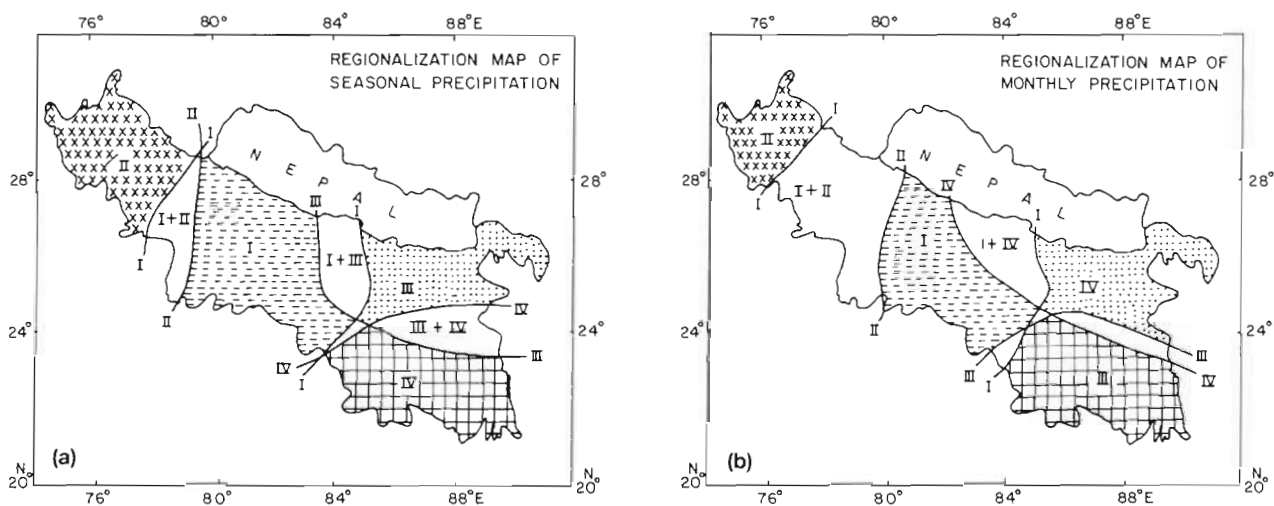 76° 80° 84° 88°E
REGIONALIZATION MAP OF
SEASONAL PRECIPITATION
II I
NEPAL
II
28° 28°
III I
I+II
I I+III
I
III
II
IV
24° 24°
III + IV
III
IV
I
IV
(a)
N
20° 20°
76° 80° 84° 88°E
76° 80° 84° 88°E
REGIONALIZATION MAP OF
MONTHLY PRECIPITATION
I
II
II NEPAL
28° 28°
I I+II IV
I
I I+IV
IV
24° 24°
II
III
III
I III IV
(b)
N
20° 20°
76° 80° 84° 88°E